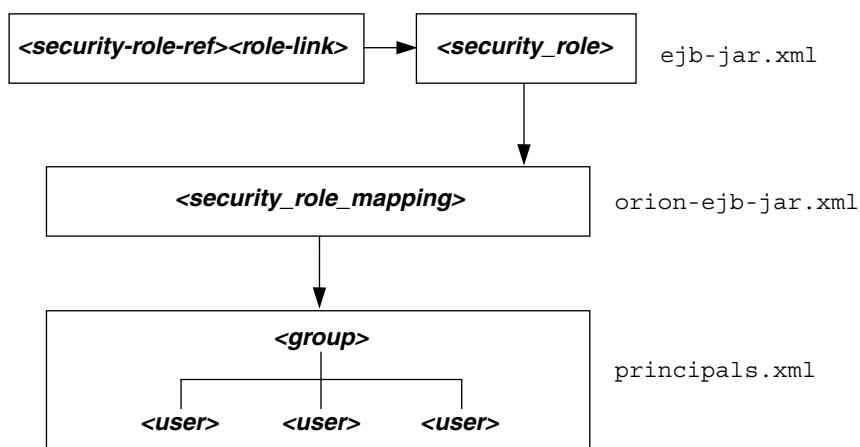 <security-role-ref><role-link>
<security_role>
ejb-jar.xml
<security_role_mapping>
orion-ejb-jar.xml
<group>
principals.xml
<user> <user> <user>